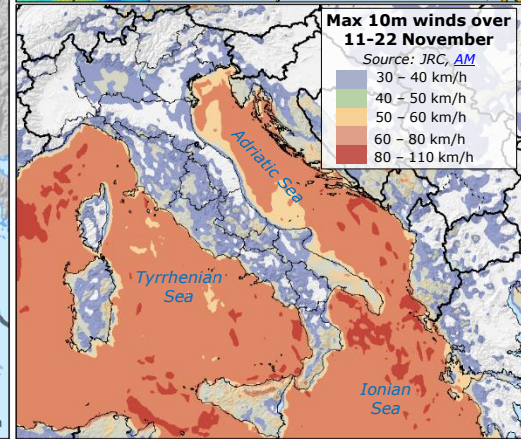 Max 10m winds over
11-22 November
Source: JRC, AM
30 – 40 km/h
40 – 50 km/h
50 – 60 km/h
60 – 80 km/h
80 – 110 km/h
Adriatic Sea
Tyrrhenian
Sea
Ionian
Sea